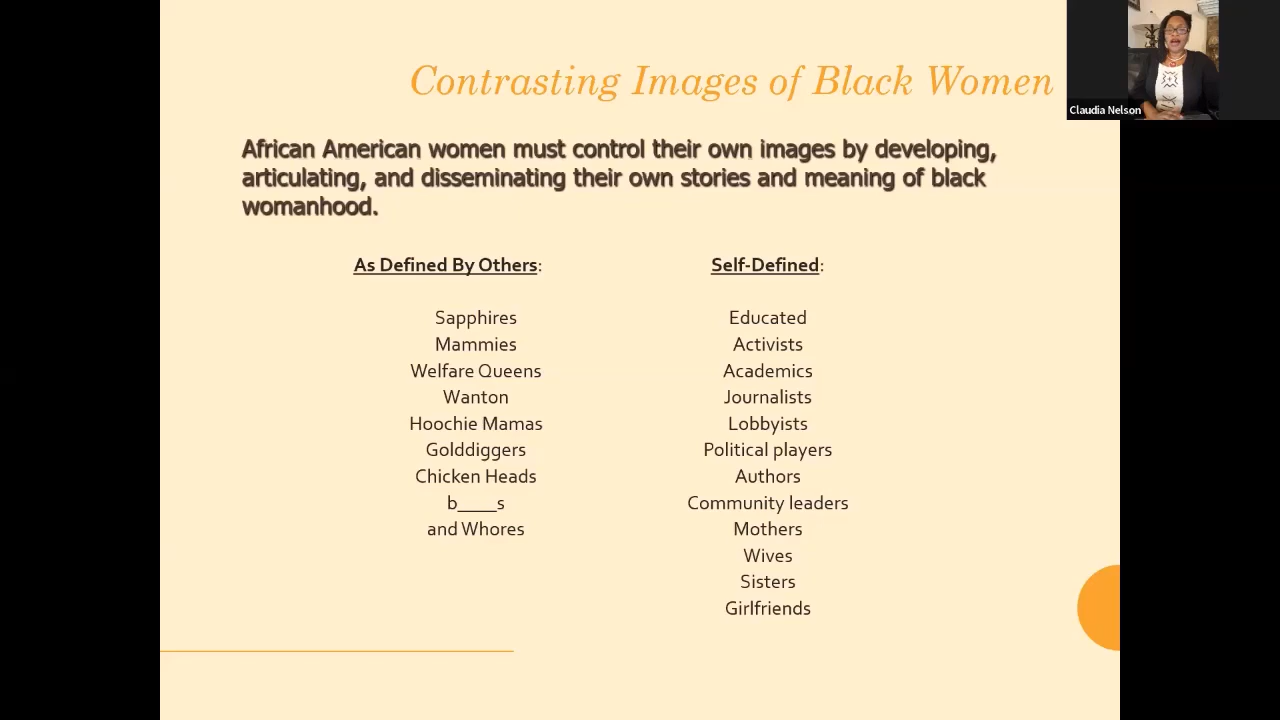 Contrasting Images of Black Women
Claudia Nelson
African American women must control their own images by developing,
articulating, and disseminating their own stories and meaning of black
womanhood.
As Defined By Others:
Sapphires
Mammies
Welfare Queens
Wanton
Hoochie Mamas
Golddiggers
Chicken Heads
b____s
and Whores
Self-Defined:
Educated
Activists
Academics
Journalists
Lobbyists
Political players
Authors
Community leaders
Mothers
Wives
Sisters
Girlfriends